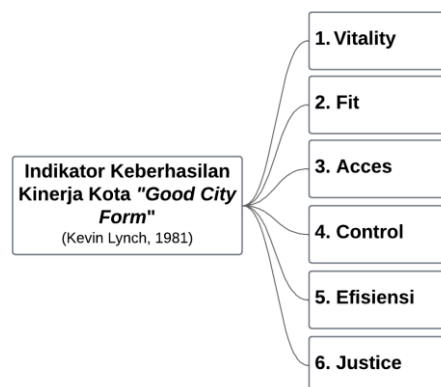 Indikator Keberhasilan
Kinerja Kota "Good City
Form"
(Kevin Lynch, 1981)
1. Vitality
2. Fit
3. Acces
4. Control
5. Efisiensi
6. Justice